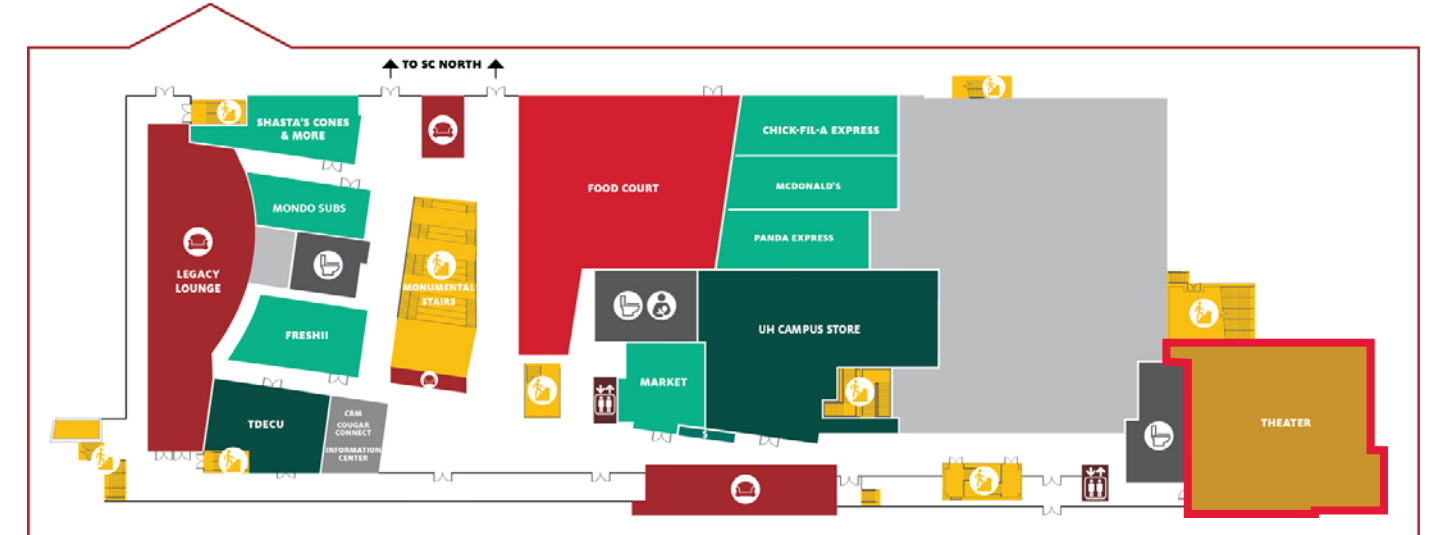 TO SC NORTH
SHASTA'S CONES
& MORE
CHICK-FIL-A EXPRESS
FOOD COURT
MCDONALD'S
MONDO SUBS
PANDA EXPRESS
LEGACY
LOUNGE
MONUMENTAL
STAIRS
FRESHII
UH CAMPUS STORE
MARKET
TDECU
CRM
COUGAR
CONNECT
INFORMATION
CENTER
THEATER
$